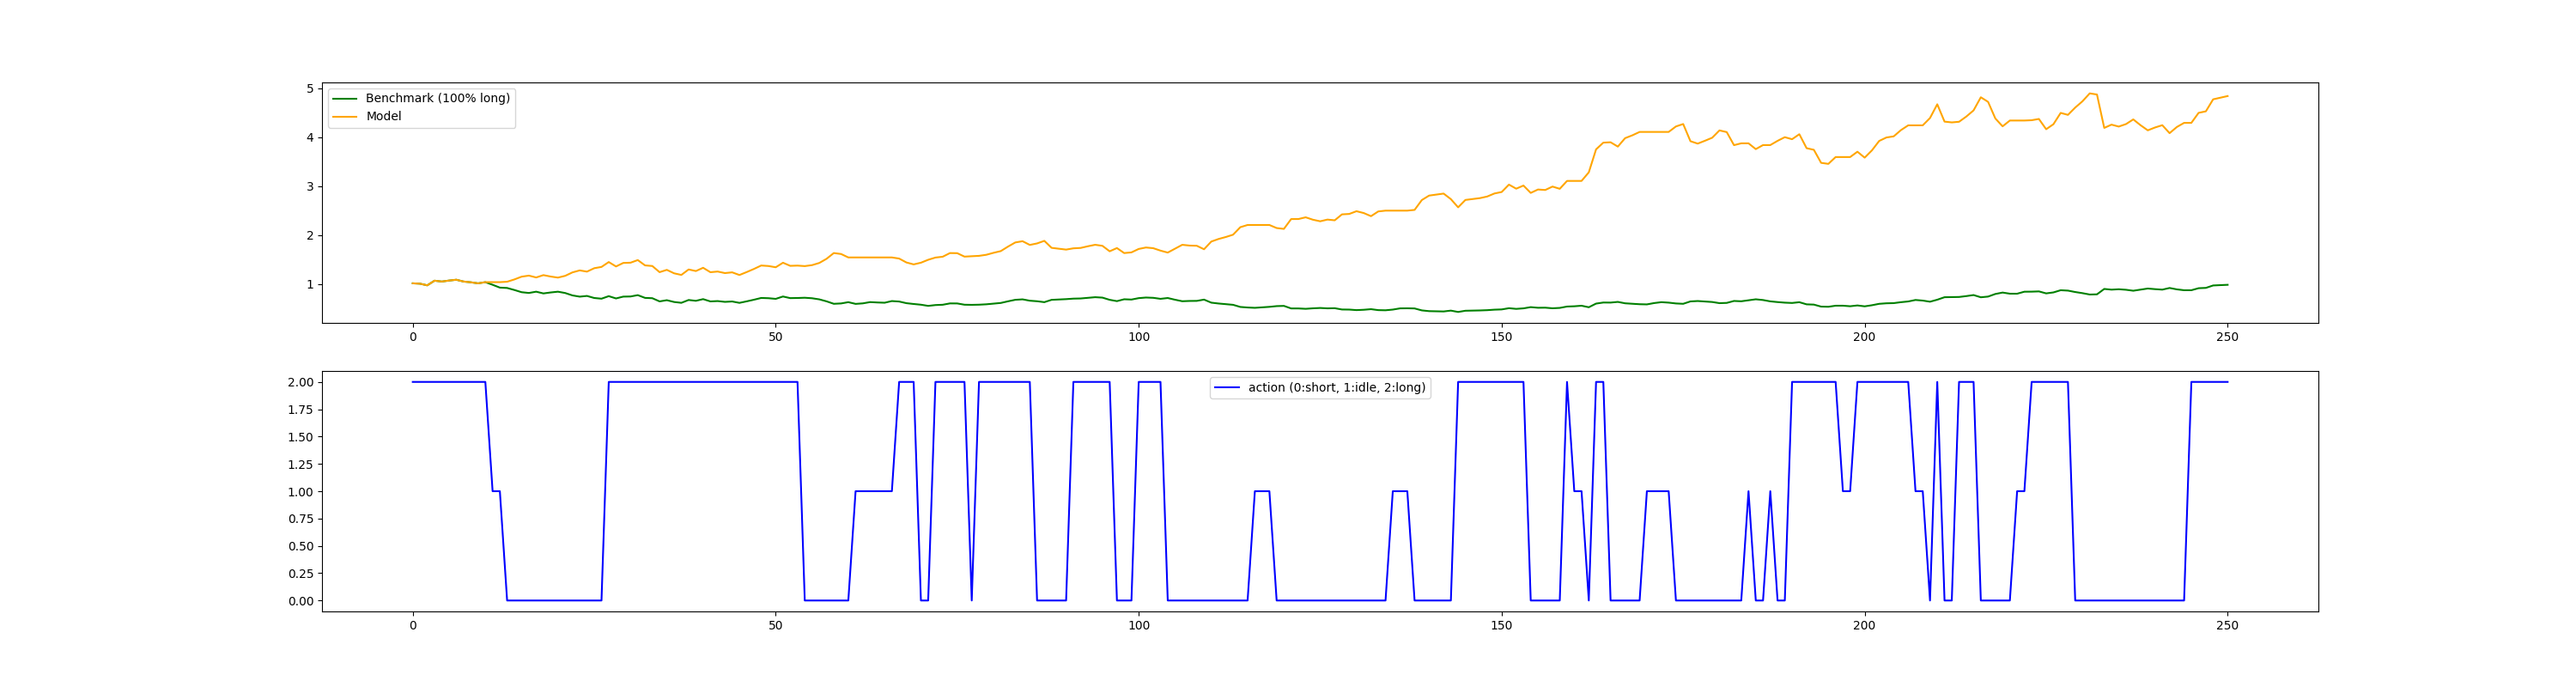 5
4
3
2
1
Benchmark (100% long)
Model
0 50 100 150 200 250
2.00
1.75
1.50
1.25
1.00
0.75
0.50
0.25
0.00
action (0:short, 1:idle, 2:long)
0 50 100 150 200 250